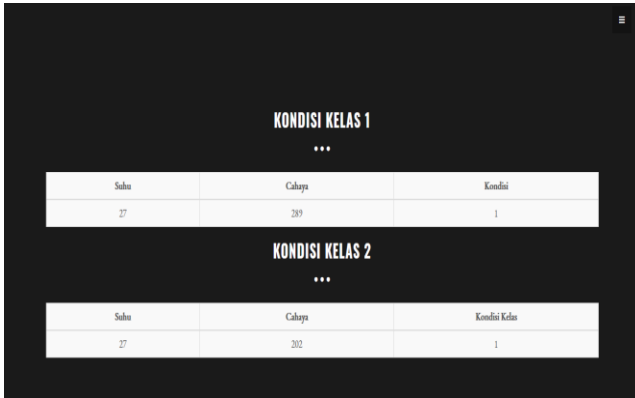 KONDISI KELAS 1
Suhu Cahaya Kondisi
27 289 1
KONDISI KELAS 2
Suhu Cahaya Kondisi Kelas
27 202 1